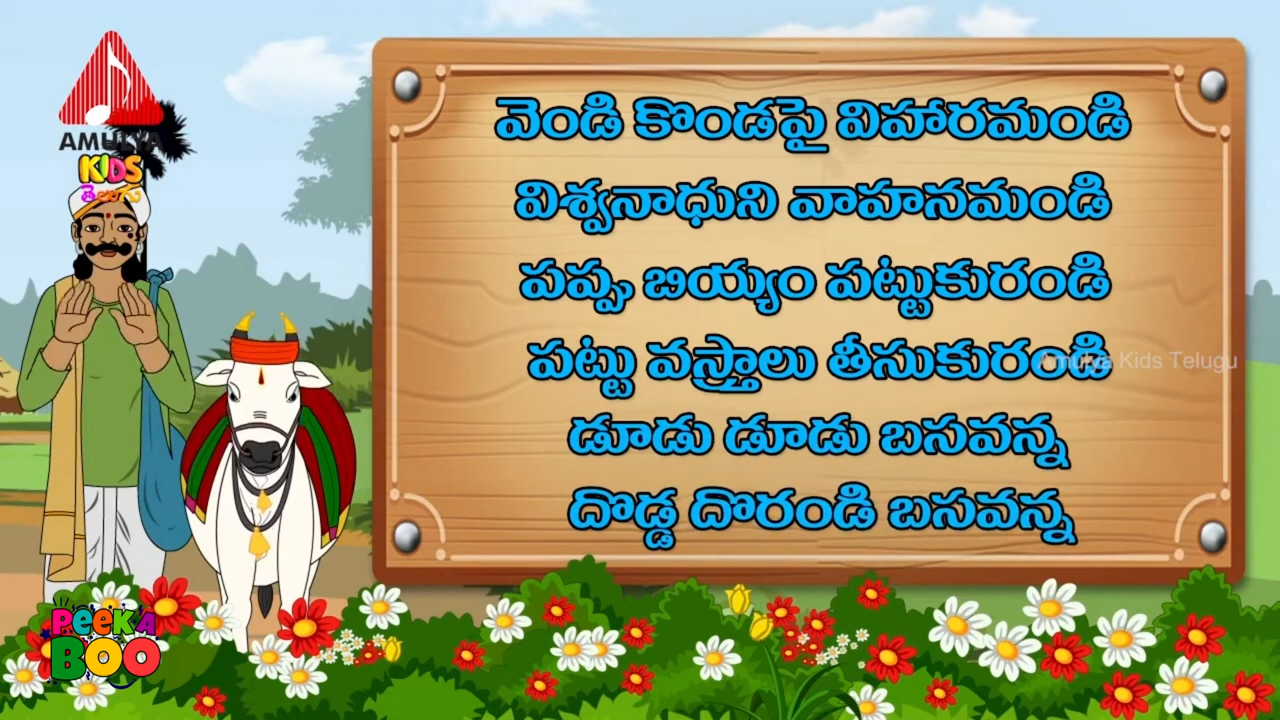 AMULYA
KIDS
తెలుగు
వెండి కొండపై విహారమండి
విశ్వనాధుని వాహనమండి
పప్పు బియ్యం పట్టుకురండి
పట్టు వస్త్రాలు తీసుకురండి
Amulya Kids Telugu
డూడు డూడు బసవన్న
దొడ్డ దొరండి బసవన్న
PEEKA
BOO